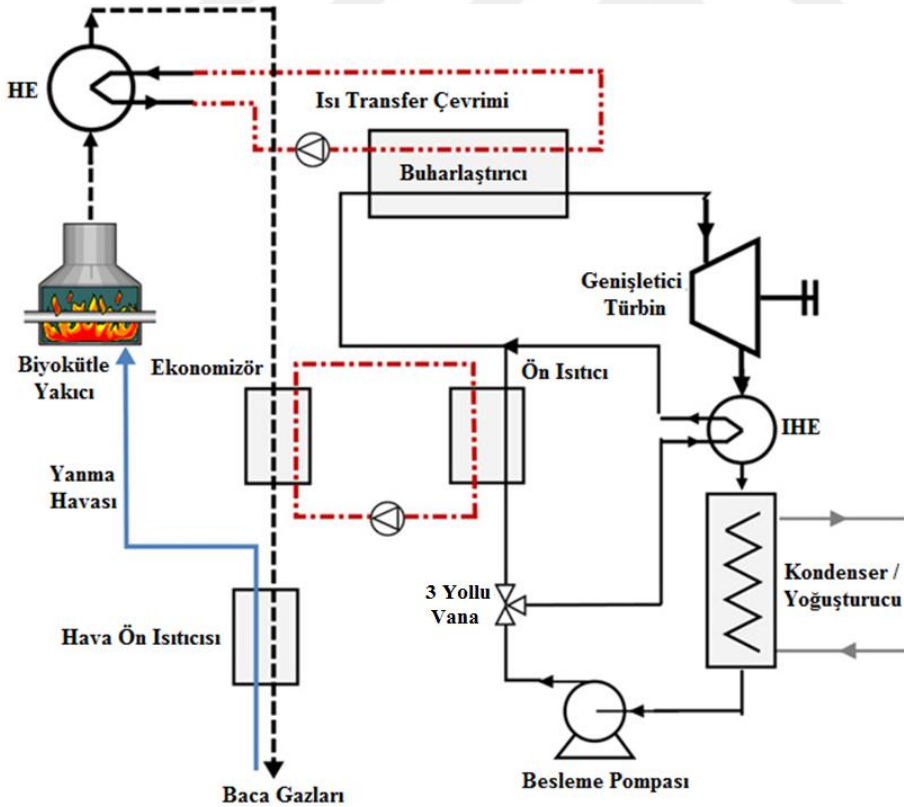 HE
Isı Transfer Çevrimi
Buharlaştırıcı
Genişletici
Türbin
Biyokütle
Yakıcı
Ekonomizör
Ön Isıtıcı
IHE
Yanma
Havası
3 Yollu
Vana
Kondenser /
Yoğuşturucu
Hava Ön Isıtıcısı
Besleme Pompası
Baca Gazları